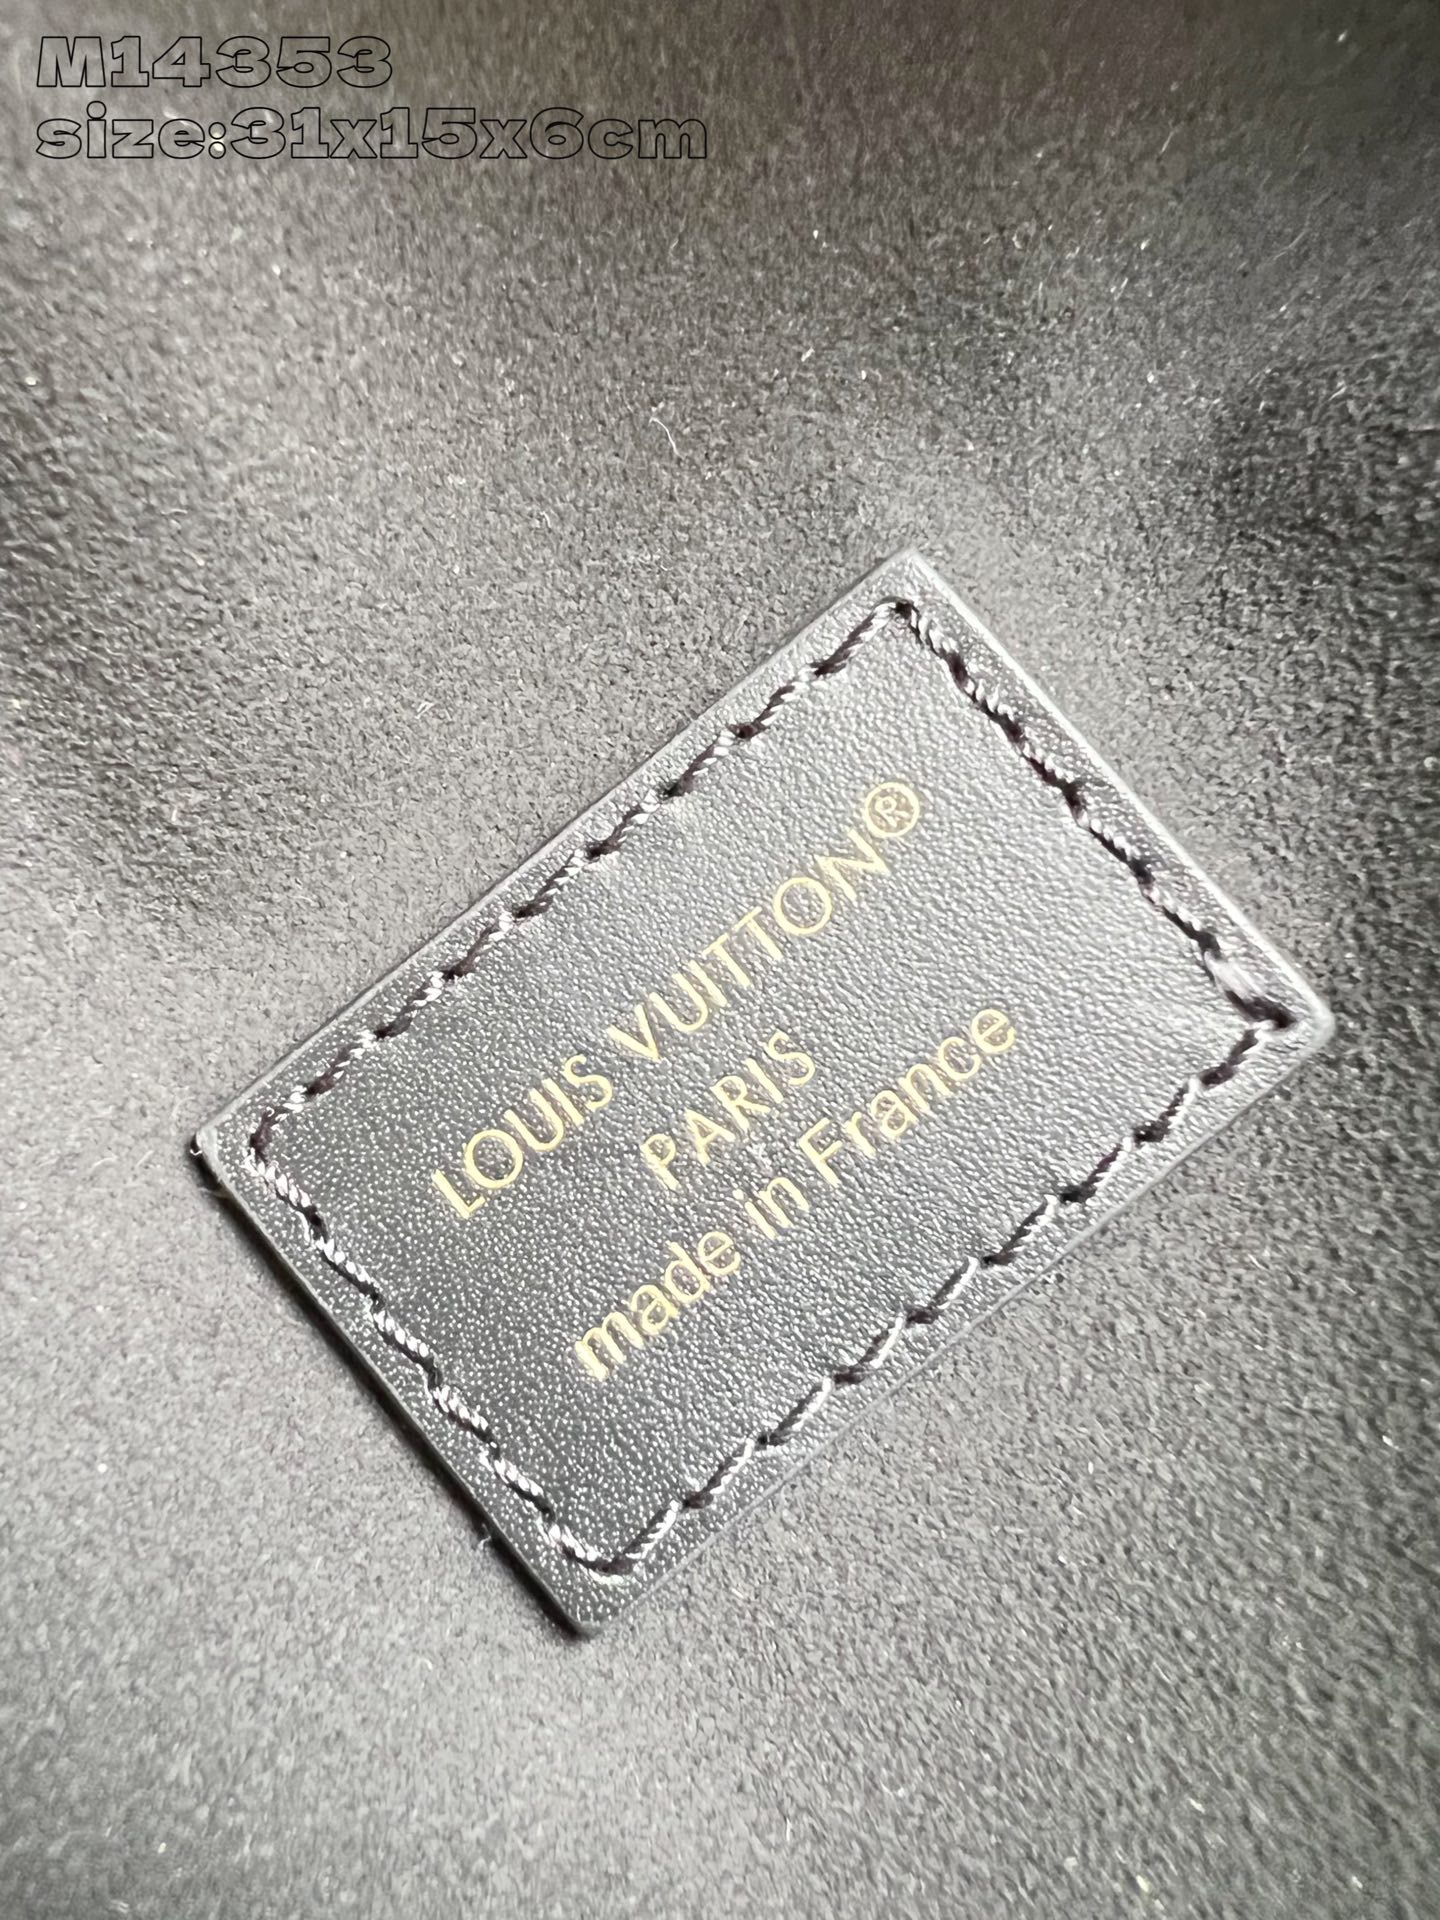 M14353
size:31x15x6cm
LOUIS VUITTON®
PARIS
made in France